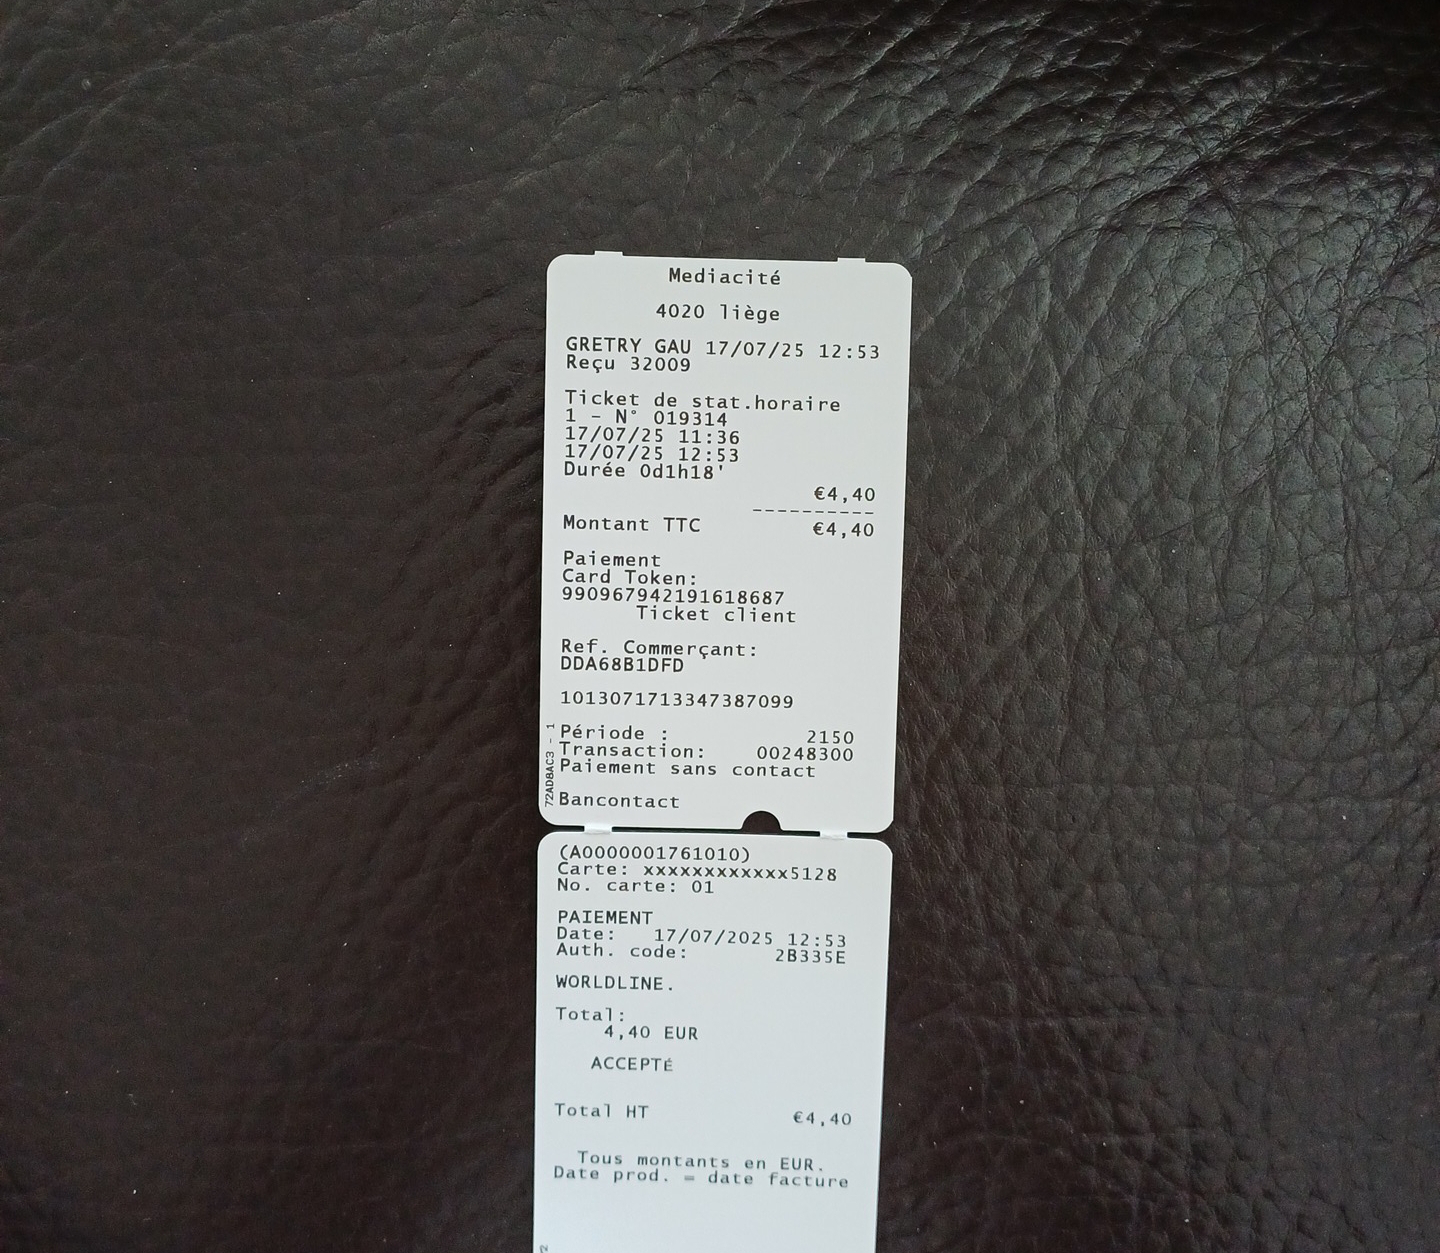 Mediacité
4020 liège
GRETRY GAU 17/07/25 12:53
Reçu 32009
Ticket de stat.horaire
1 - N° 019314
17/07/25 11:36
17/07/25 12:53
Durée 0d1h18'
€4,40
----------
Montant TTC €4,40
Paiement
Card Token:
990967942191618687
Ticket client
Ref. Commerçant:
DDA68B1DFD
1013071713347387099
Période : 2150
Transaction: 00248300
Paiement sans contact
Bancontact
72AD8AC3 - 1
(A0000001761010)
Carte: xxxxxxxxxxxx5128
No. carte: 01
PAIEMENT
Date: 17/07/2025 12:53
Auth. code: 2B335E
WORLDLINE.
Total:
4,40 EUR
ACCEPTÉ
Total HT €4,40
Tous montants en EUR.
Date prod. = date facture
2